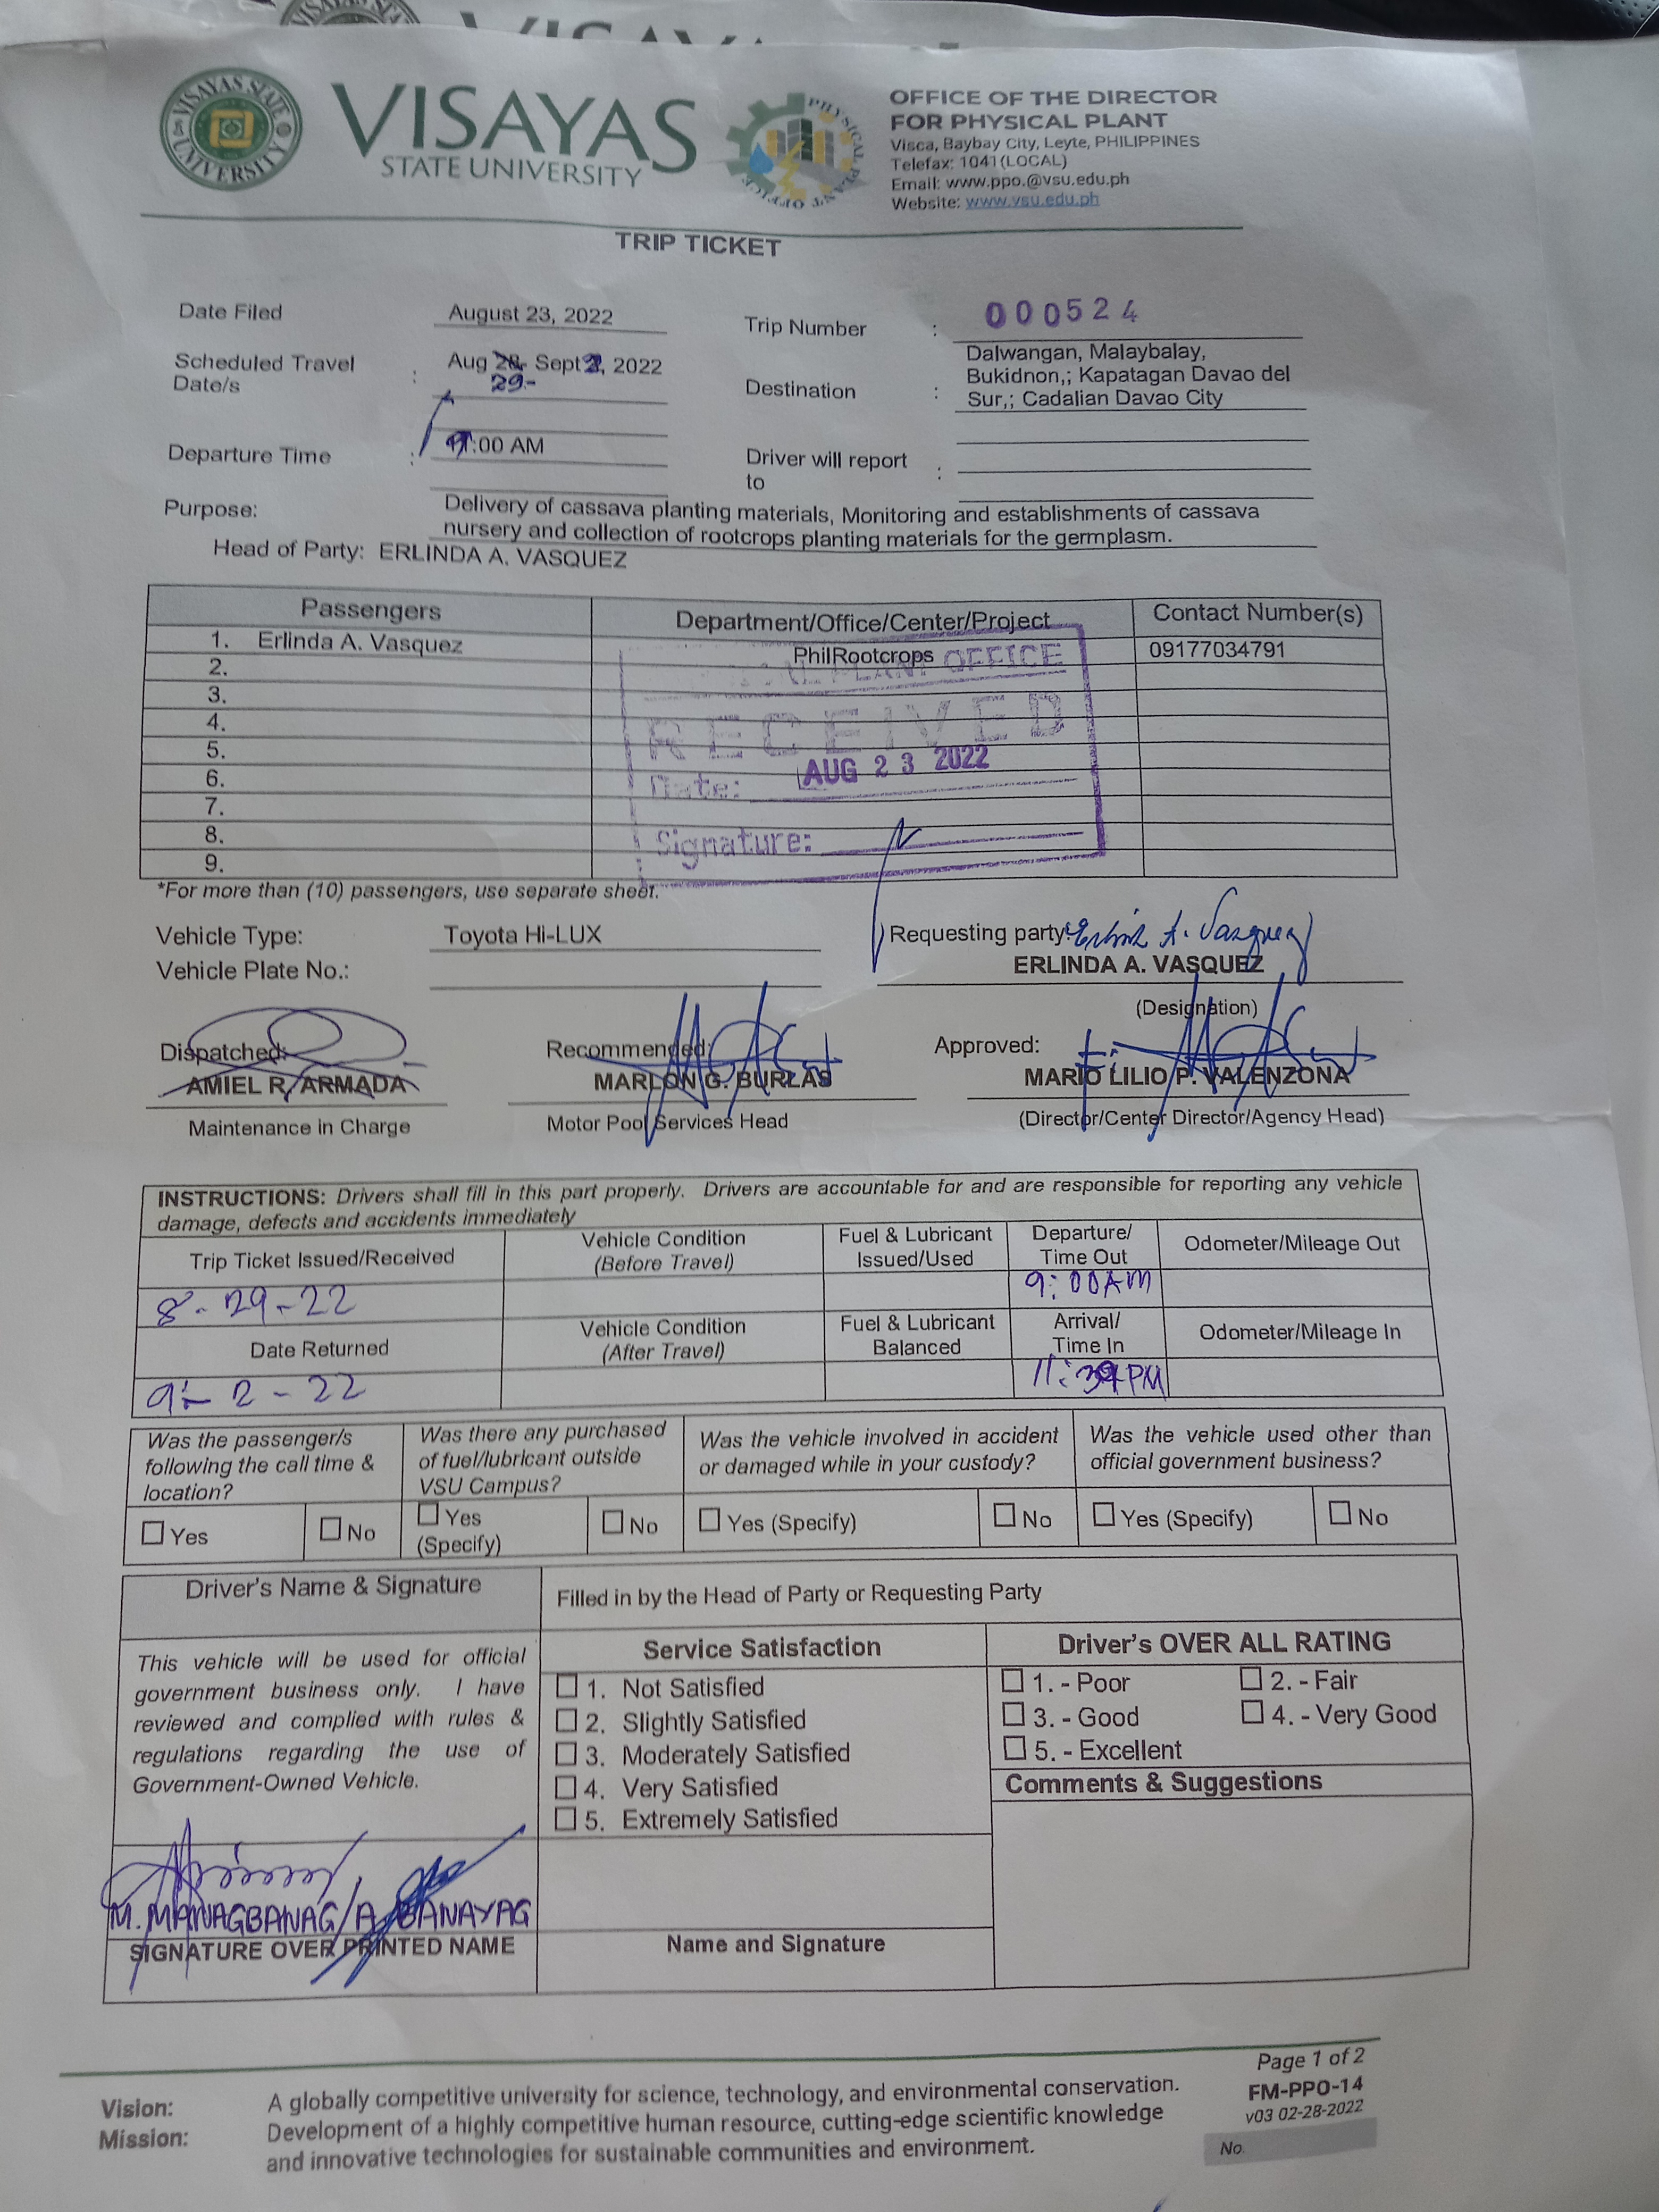 VISAYAS
STATE UNIVERSITY
VISAYAS STATE UNIVERSITY
PHYSICAL PLANT OFFICE
OFFICE OF THE DIRECTOR
FOR PHYSICAL PLANT
Visca, Baybay City, Leyte, PHILIPPINES
Telefax: 1041(LOCAL)
Email: www.ppo.@vsu.edu.ph
Website: www.vsu.edu.ph
TRIP TICKET
Date Filed August 23, 2022 Trip Number : 000524
Scheduled Travel Date/s : Aug 28- Sept 2, 2022
29-
Destination : Dalwangan, Malaybalay,
Bukidnon,; Kapatagan Davao del
Sur,; Cadalian Davao City
Departure Time : :00 AM Driver will report to :
Purpose: Delivery of cassava planting materials, Monitoring and establishments of cassava
nursery and collection of rootcrops planting materials for the germplasm.
Head of Party: ERLINDA A. VASQUEZ
Passengers Department/Office/Center/Project Contact Number(s)
1. Erlinda A. Vasquez PhilRootcrops 09177034791
2.
3.
4.
5.
6.
7.
8.
9.
PLANT OFFICE
RECEIVED
Date: AUG 23 2022
Signature:
*For more than (10) passengers, use separate sheet.
Vehicle Type: Toyota Hi-LUX Requesting party: Erlinda A. Vasquez
Vehicle Plate No.: ERLINDA A. VASQUEZ
(Designation)
Dispatched: Recommended: Approved:
AMIEL R. ARMADA MARLON G. BURLAS MARIO LILIO P. VALENZONA
Maintenance in Charge Motor Pool Services Head (Director/Center Director/Agency Head)
INSTRUCTIONS: Drivers shall fill in this part properly. Drivers are accountable for and are responsible for reporting any vehicle
damage, defects and accidents immediately
Trip Ticket Issued/Received Vehicle Condition (Before Travel) Fuel & Lubricant Issued/Used Departure/ Time Out Odometer/Mileage Out
8-29-22 9:00AM
Date Returned Vehicle Condition (After Travel) Fuel & Lubricant Balanced Arrival/ Time In Odometer/Mileage In
9-2-22 11:39PM
Was the passenger/s following the call time & location? Was there any purchased of fuel/lubricant outside VSU Campus? Was the vehicle involved in accident or damaged while in your custody? Was the vehicle used other than official government business?
Yes No Yes (Specify) No Yes (Specify) No Yes (Specify) No
Driver's Name & Signature Filled in by the Head of Party or Requesting Party
This vehicle will be used for official
government business only. I have
reviewed and complied with rules &
regulations regarding the use of
Government-Owned Vehicle.
Service Satisfaction
1. Not Satisfied
2. Slightly Satisfied
3. Moderately Satisfied
4. Very Satisfied
5. Extremely Satisfied
Driver's OVER ALL RATING
1. - Poor 2. - Fair
3. - Good 4. - Very Good
5. - Excellent
Comments & Suggestions
M. MANAGBANAG/A. BANAYAG
SIGNATURE OVER PRINTED NAME Name and Signature
Page 1 of 2
FM-PPO-14
v03 02-28-2022
No.
Vision: A globally competitive university for science, technology, and environmental conservation.
Mission: Development of a highly competitive human resource, cutting-edge scientific knowledge
and innovative technologies for sustainable communities and environment.